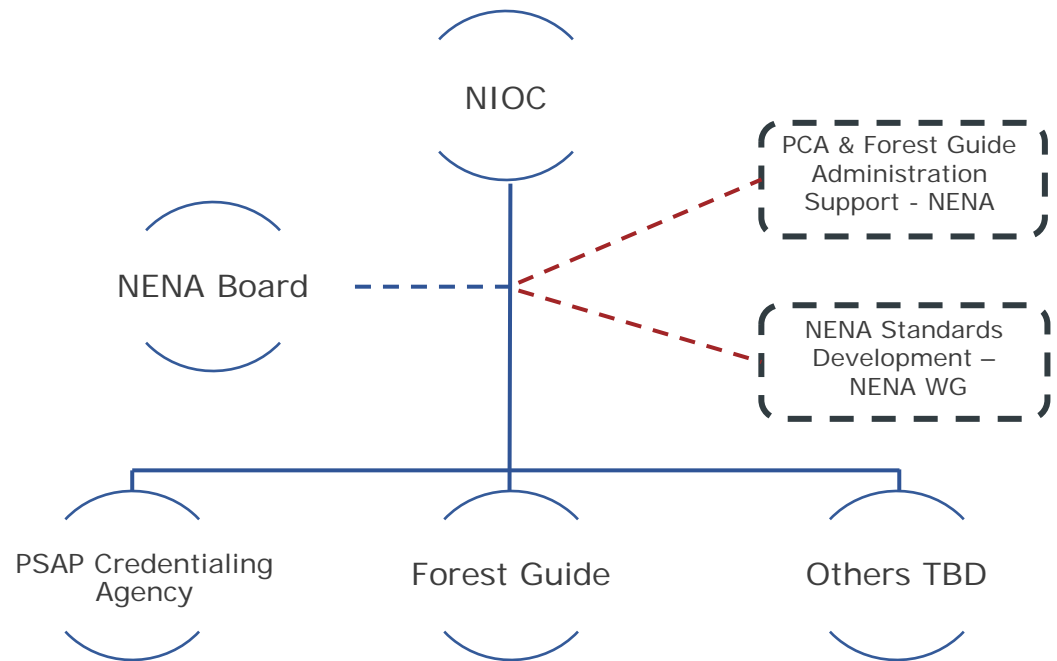 NIOC
PCA & Forest Guide
Administration
Support - NENA
NENA Board
NENA Standards
Development –
NENA WG
PSAP Credentialing
Agency
Forest Guide
Others TBD